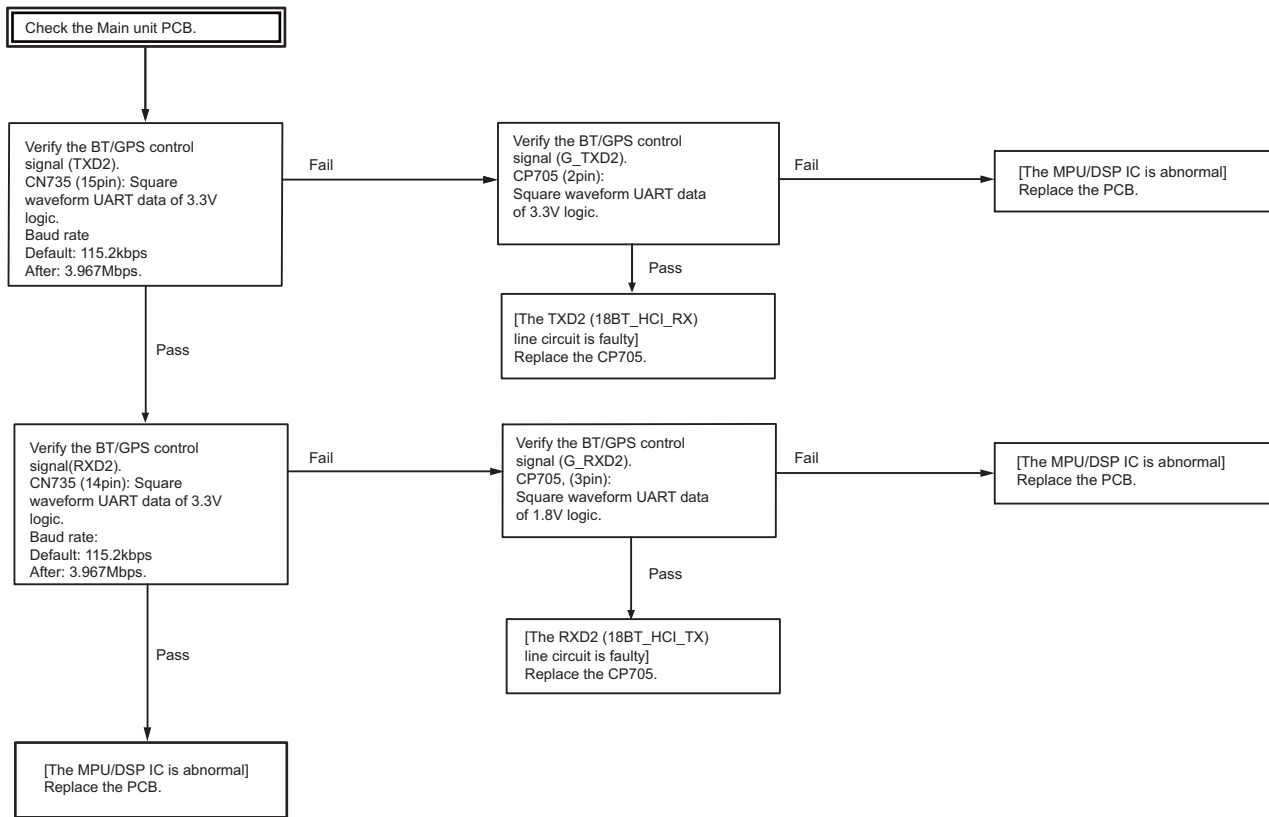 Check the Main unit PCB.
Verify the BT/GPS control
signal (TXD2).
CN735 (15pin): Square
waveform UART data of 3.3V
logic.
Baud rate
Default: 115.2kbps
After: 3.967Mbps.
Fail
Verify the BT/GPS control
signal (G_TXD2).
CP705 (2pin):
Square waveform UART data
of 3.3V logic.
Fail
[The MPU/DSP IC is abnormal]
Replace the PCB.
Pass
[The TXD2 (18BT_HCI_RX)
line circuit is faulty]
Replace the CP705.
Pass
Verify the BT/GPS control
signal(RXD2).
CN735 (14pin): Square
waveform UART data of 3.3V
logic.
Baud rate:
Default: 115.2kbps
After: 3.967Mbps.
Fail
Verify the BT/GPS control
signal (G_RXD2).
CP705, (3pin):
Square waveform UART data
of 1.8V logic.
Fail
[The MPU/DSP IC is abnormal]
Replace the PCB.
Pass
[The RXD2 (18BT_HCI_TX)
line circuit is faulty]
Replace the CP705.
Pass
[The MPU/DSP IC is abnormal]
Replace the PCB.